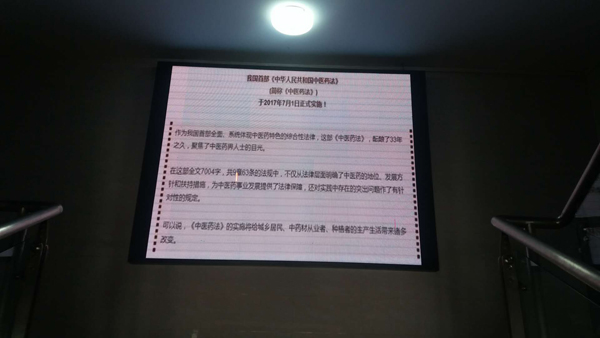 我国首部《中华人民共和国中医药法》
(简称《中医药法》)
于2017年7月1日正式实施！
作为我国首部全面、系统体现中医药特色的综合性法律，这部《中医药法》，酝酿了33年
之久，聚焦了中医药界人士的目光。
在这部全文7004字，共9章63条的法规中，不仅从法律层面明确了中医药的地位、发展方
针和扶持措施，为中医药事业发展提供了法律保障，还对实践中存在的突出问题作了有针
对性的规定。
可以说，《中医药法》的实施将给城乡居民、中药材从业者、种植者的生产生活带来诸多
改变。